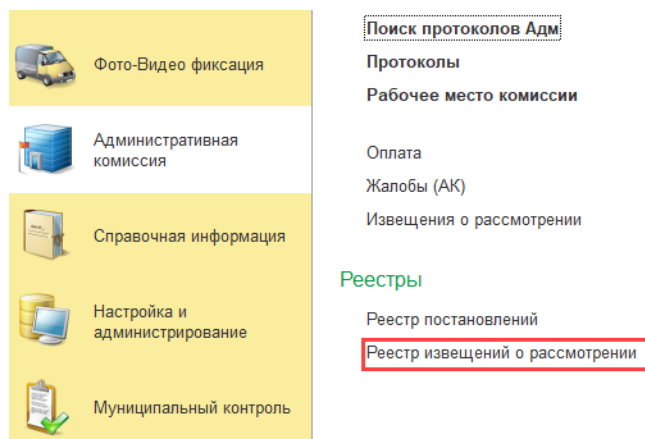 Фото-Видео фиксация
Административная
комиссия
Справочная информация
Настройка и
администрирование
Муниципальный контроль
Поиск протоколов Адм
Протоколы
Рабочее место комиссии
Оплата
Жалобы (АК)
Извещения о рассмотрении
Реестры
Реестр постановлений
Реестр извещений о рассмотрении